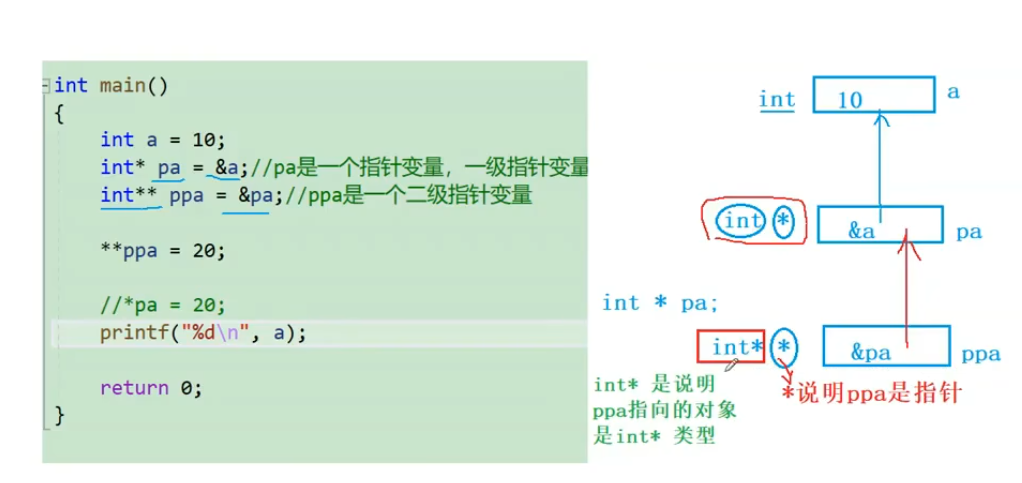 int main()
{
int a = 10;
int* pa = &a;//pa是一个指针变量，一级指针变量
int** ppa = &pa;//ppa是一个二级指针变量
**ppa = 20;
//*pa = 20;
printf("%d\n", a);
return 0;
}
int 10 a
int * &a pa
int * pa;
int* * &pa ppa
int* 是说明
ppa指向的对象
是int* 类型
*说明ppa是指针